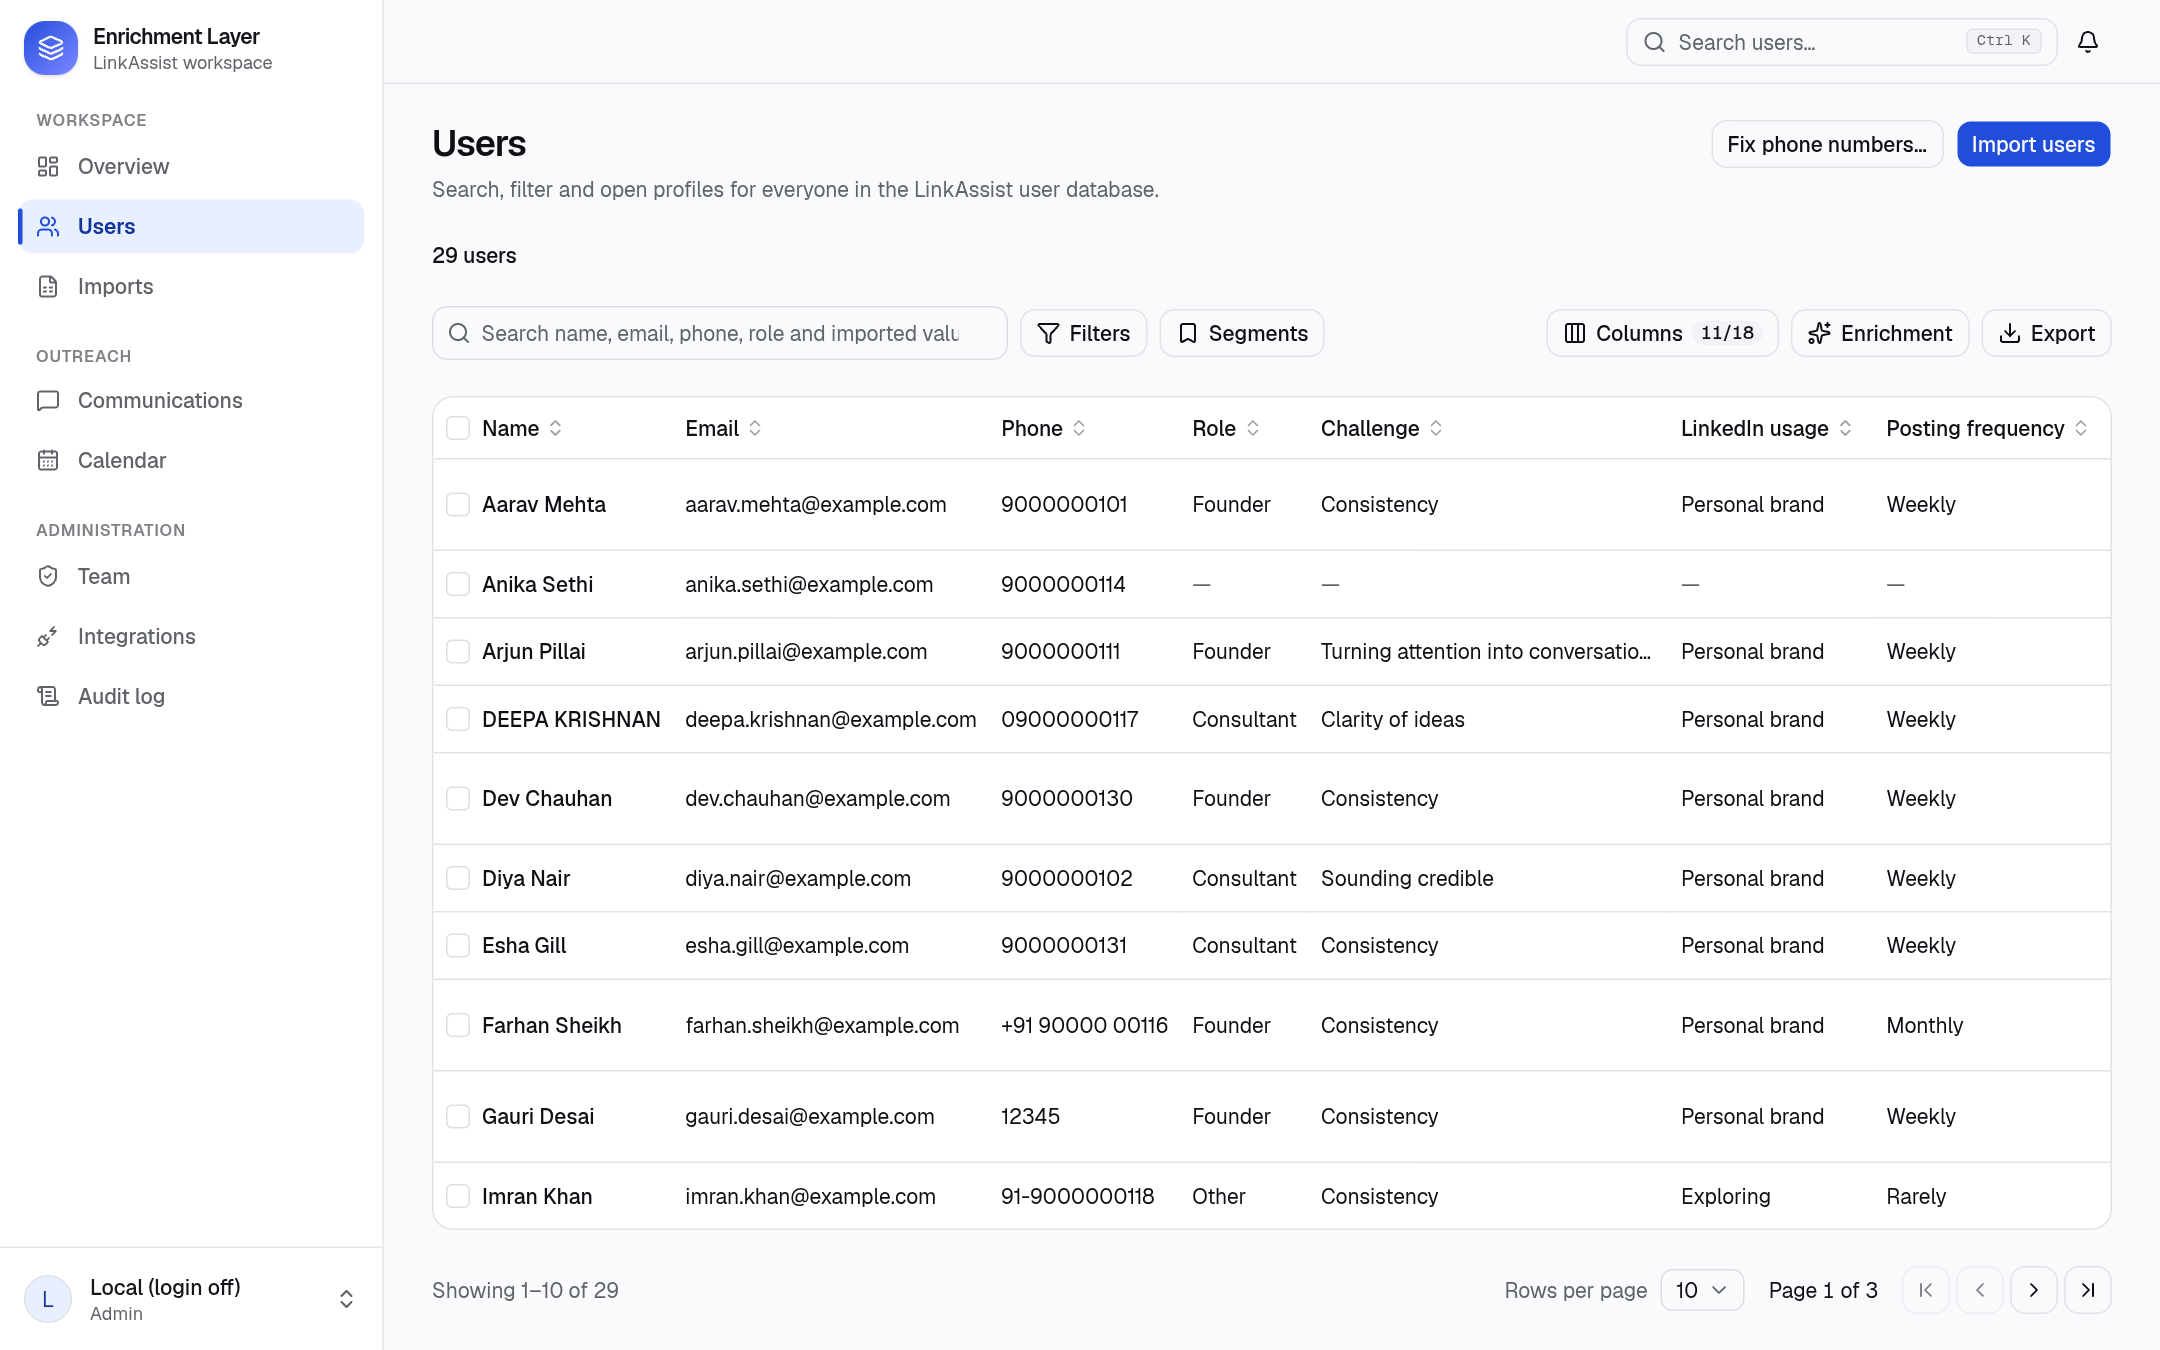 Enrichment Layer
LinkAssist workspace
WORKSPACE
Overview
Users
Imports
OUTREACH
Communications
Calendar
ADMINISTRATION
Team
Integrations
Audit log
L
Local (login off)
Admin
Search users... Ctrl K
Users
Fix phone numbers... Import users
Search, filter and open profiles for everyone in the LinkAssist user database.
29 users
Search name, email, phone, role and imported valu Filters Segments Columns 11/18 Enrichment Export
Name Email Phone Role Challenge LinkedIn usage Posting frequency
Aarav Mehta aarav.mehta@example.com 9000000101 Founder Consistency Personal brand Weekly
Anika Sethi anika.sethi@example.com 9000000114 — — — —
Arjun Pillai arjun.pillai@example.com 9000000111 Founder Turning attention into conversatio... Personal brand Weekly
DEEPA KRISHNAN deepa.krishnan@example.com 09000000117 Consultant Clarity of ideas Personal brand Weekly
Dev Chauhan dev.chauhan@example.com 9000000130 Founder Consistency Personal brand Weekly
Diya Nair diya.nair@example.com 9000000102 Consultant Sounding credible Personal brand Weekly
Esha Gill esha.gill@example.com 9000000131 Consultant Consistency Personal brand Weekly
Farhan Sheikh farhan.sheikh@example.com +91 90000 00116 Founder Consistency Personal brand Monthly
Gauri Desai gauri.desai@example.com 12345 Founder Consistency Personal brand Weekly
Imran Khan imran.khan@example.com 91-9000000118 Other Consistency Exploring Rarely
Showing 1–10 of 29 Rows per page 10 Page 1 of 3